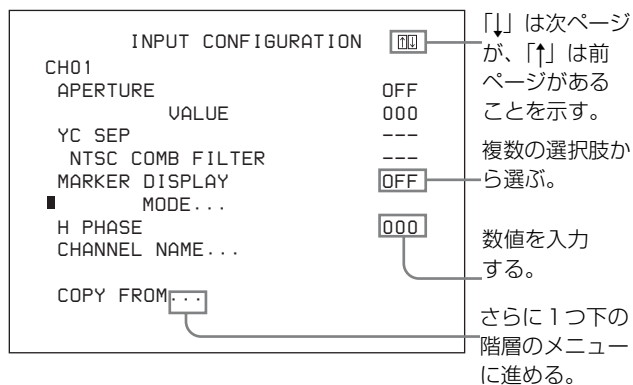 INPUT CONFIGURATION ↑↓
CH01
APERTURE OFF
VALUE 000
YC SEP ---
NTSC COMB FILTER ---
MARKER DISPLAY OFF
MODE...
H PHASE 000
CHANNEL NAME...
COPY FROM...
「↓」は次ページ
が、「↑」は前
ページがある
ことを示す。
複数の選択肢か
ら選ぶ。
数値を入力
する。
さらに1つ下の
階層のメニュー
に進める。